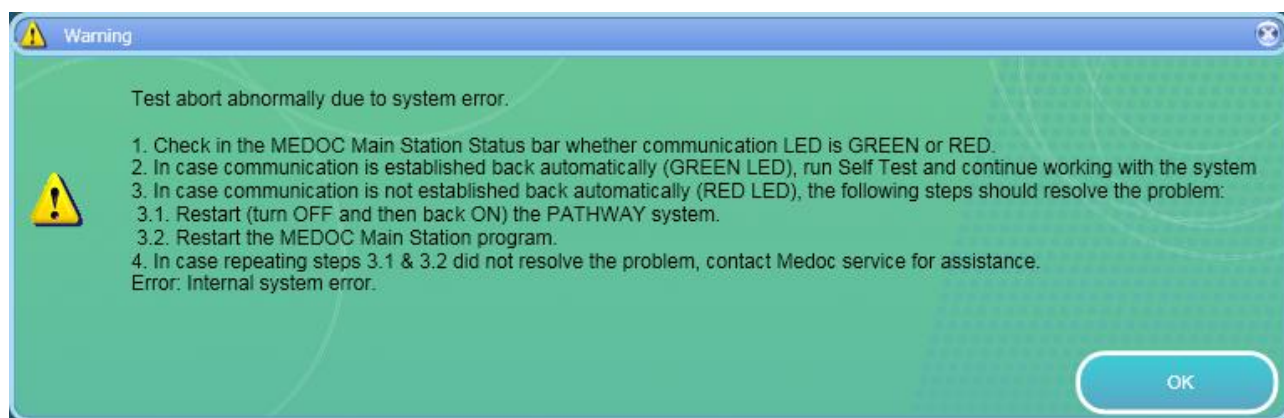 Warning
Test abort abnormally due to system error.
1. Check in the MEDOC Main Station Status bar whether communication LED is GREEN or RED.
2. In case communication is established back automatically (GREEN LED), run Self Test and continue working with the system
3. In case communication is not established back automatically (RED LED), the following steps should resolve the problem:
3.1. Restart (turn OFF and then back ON) the PATHWAY system.
3.2. Restart the MEDOC Main Station program.
4. In case repeating steps 3.1 & 3.2 did not resolve the problem, contact Medoc service for assistance.
Error: Internal system error.
OK